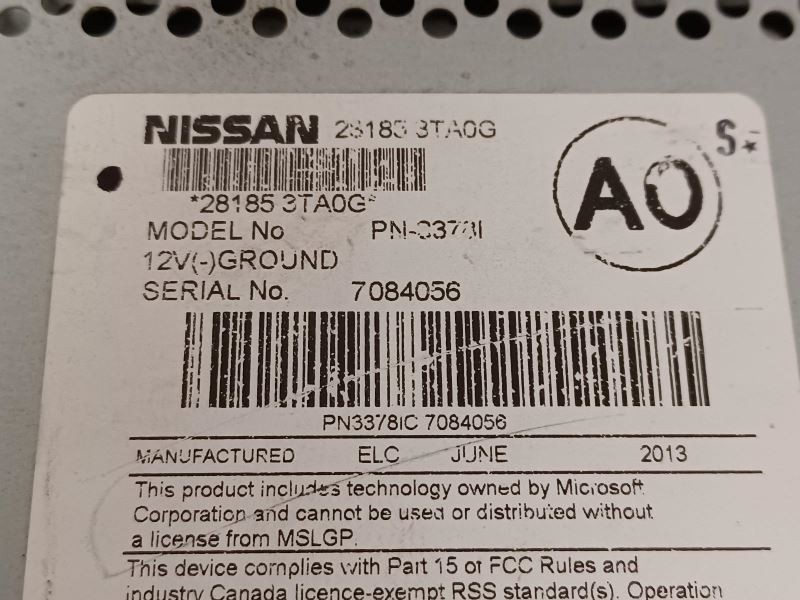 NISSAN 28185 3TA0G
S
AO
*28185 3TA0G*
MODEL No PN-3378I
12V(-)GROUND
SERIAL No. 7084056
PN3378IC 7084056
MANUFACTURED ELC JUNE 2013
This product includes technology owned by Microsoft
Corporation and cannot be used or distributed without
a license from MSLGP.
This device complies with Part 15 of FCC Rules and
industry Canada licence-exempt RSS standard(s). Operation